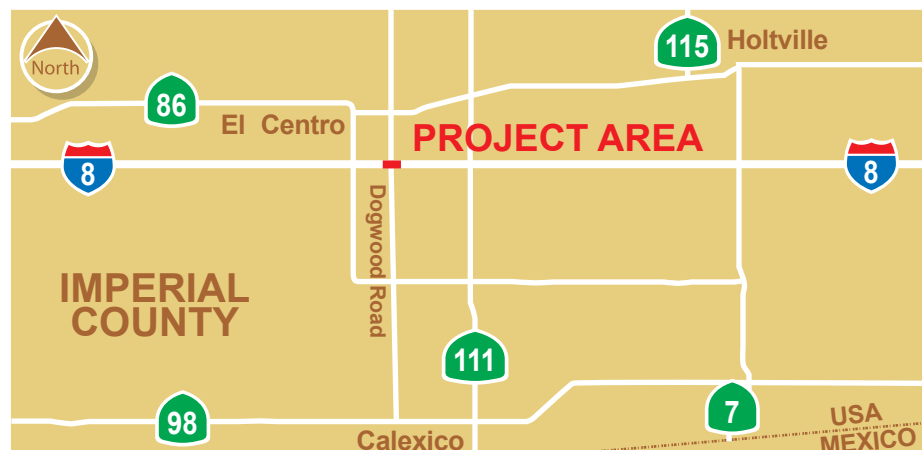 115
Holtville
North
86
El Centro
PROJECT AREA
8
8
Dogwood Road
IMPERIAL
COUNTY
111
98
7
Calexico
USA
MEXICO